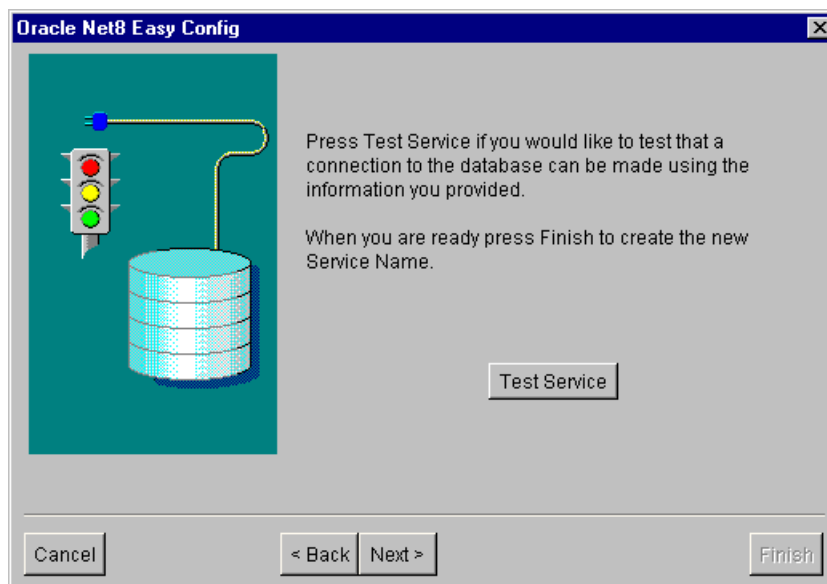 Oracle Net8 Easy Config
Press Test Service if you would like to test that a
connection to the database can be made using the
information you provided.
When you are ready press Finish to create the new
Service Name.
Test Service
Cancel
< Back
Next >
Finish